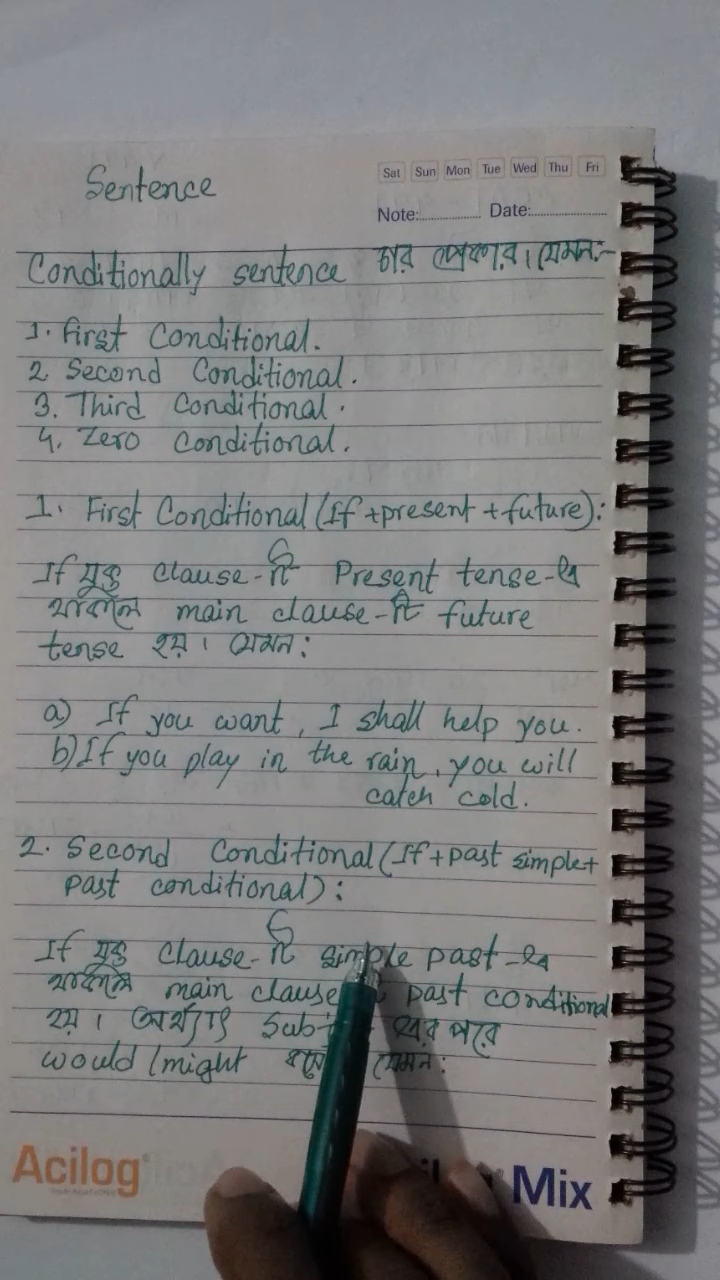 Sentence
Sat Sun Mon Tue Wed Thu Fri
Note:.................. Date:......................
Conditionally sentence চার প্রকার। যেমন:-
1. First Conditional.
2. Second Conditional.
3. Third Conditional.
4. Zero Conditional.
1. First Conditional (If+present+future):
If যুক্ত clause-টি Present tense-এ
থাকলে main clause-টি future
tense হয়। যেমন:
a) If you want, I shall help you.
b) If you play in the rain, you will
catch cold.
2. Second Conditional (If+past simple+
past conditional):
If যুক্ত clause-টি simple past-এ
থাকলে main clause past conditional
হয়। অর্থ্যাৎ Sub এর পরে
would/might যেমন:
Acilog Mix